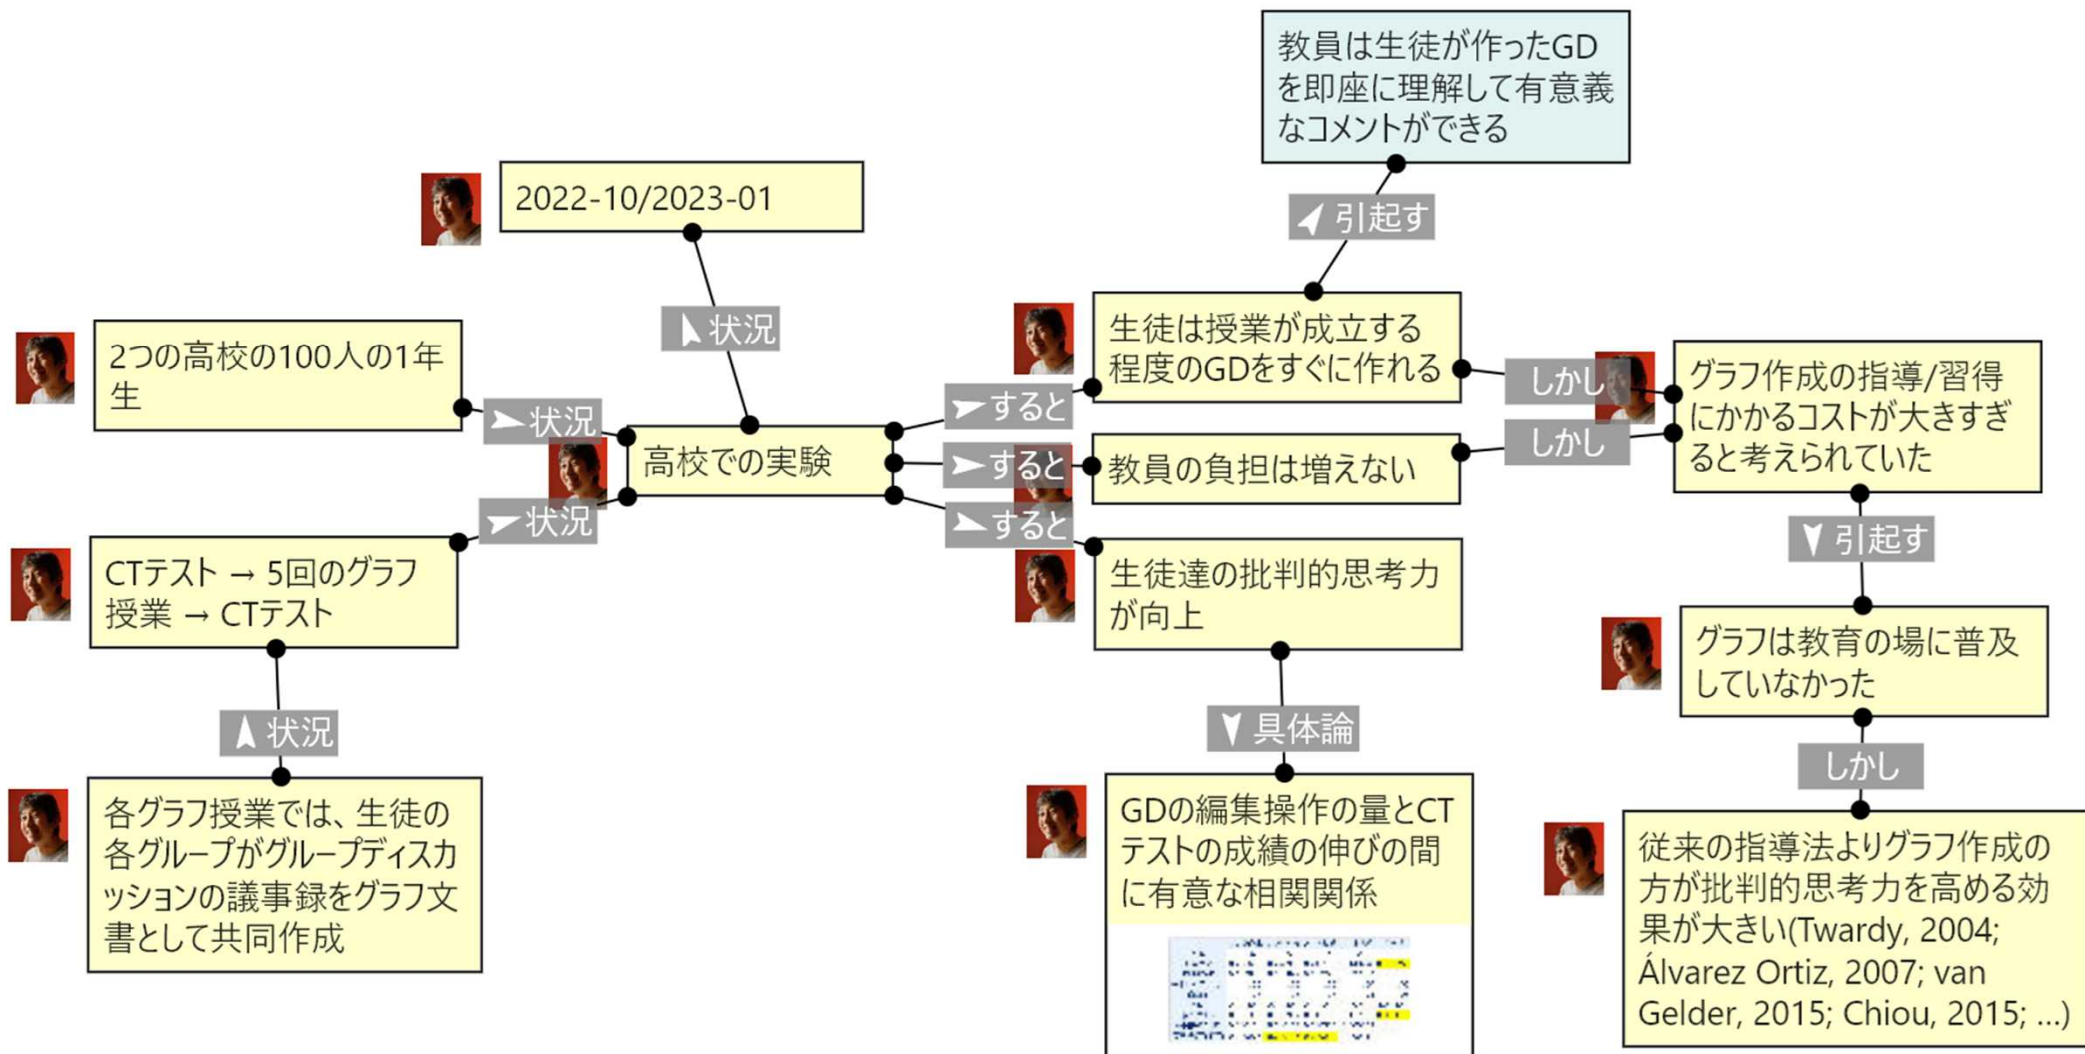 教員は生徒が作ったGD
を即座に理解して有意義
なコメントができる
引起す
2022-10/2023-01
状況
2つの高校の100人の1年
生
状況
高校での実験
状況
CTテスト → 5回のグラフ
授業 → CTテスト
状況
各グラフ授業では、生徒の
各グループがグループディスカ
ッションの議事録をグラフ文
書として共同作成
すると
生徒は授業が成立する
程度のGDをすぐに作れる
すると
教員の負担は増えない
すると
生徒達の批判的思考力
が向上
具体論
GDの編集操作の量とCT
テストの成績の伸びの間
に有意な相関関係
しかし
しかし
グラフ作成の指導/習得
にかかるコストが大きすぎ
ると考えられていた
引起す
グラフは教育の場に普及
していなかった
しかし
従来の指導法よりグラフ作成の
方が批判的思考力を高める効
果が大きい(Twardy, 2004;
Álvarez Ortiz, 2007; van
Gelder, 2015; Chiou, 2015; ...)